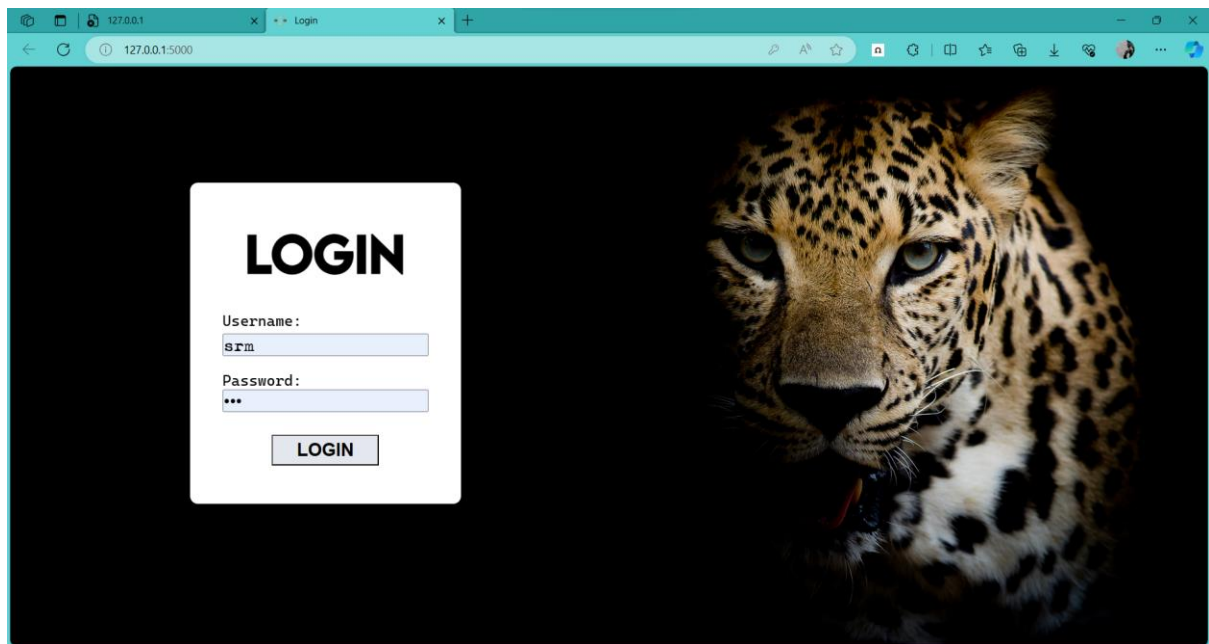 127.0.0.1
Login
127.0.0.1:5000
LOGIN
Username:
srm
Password:
•••
LOGIN